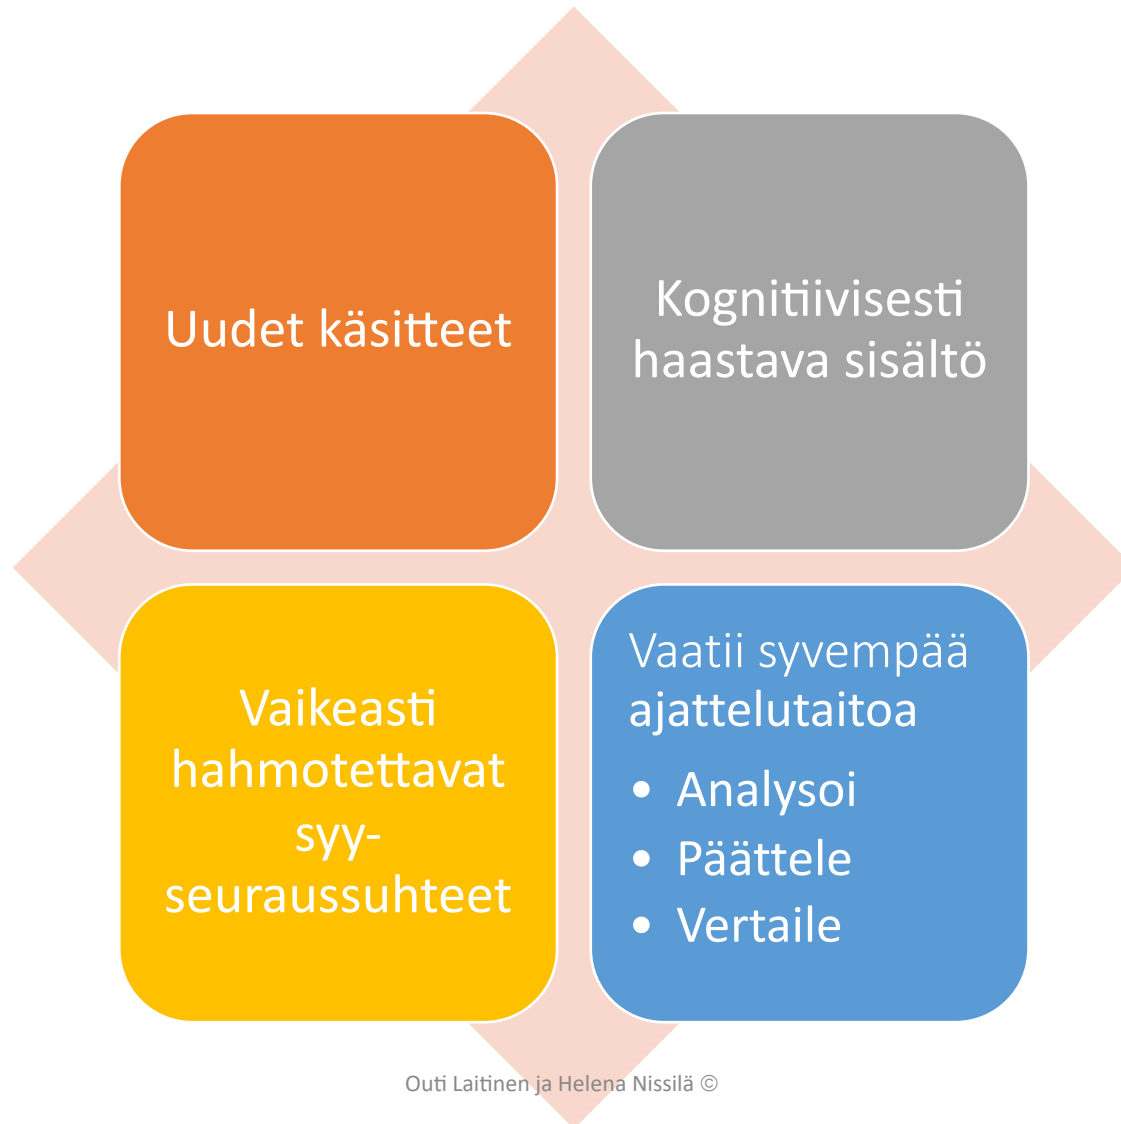 Uudet käsitteet
Kognitiivisesti
haastava sisältö
Vaikeasti
hahmotettavat
syy-
seuraussuhteet
Vaatii syvempää
ajattelutaitoa
• Analysoi
• Päättele
• Vertaile
Outi Laitinen ja Helena Nissilä ©